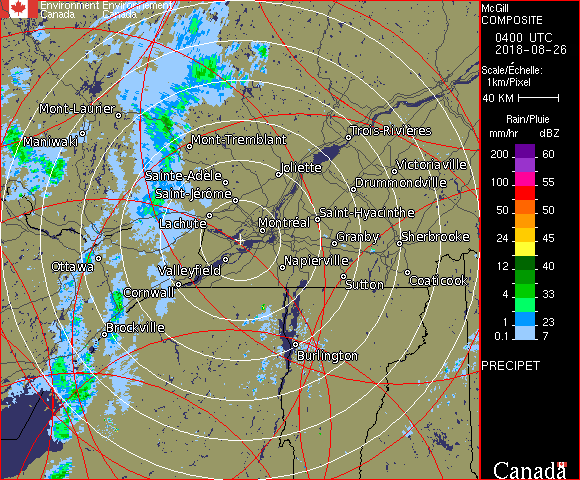 Environment Environnement
Canada Canada
McGill
COMPOSITE
0400 UTC
2018-08-26
Scale/Échelle:
1km/Pixel
40 KM
Rain/Pluie
mm/hr dBZ
200 60
150 57
100 55
50 50
24 45
12 40
4 33
1 23
0.1 7
PRECIPET
Canada
Mont-Laurier
Maniwaki
Mont-Tremblant
Trois-Rivières
Sainte-Adèle
Joliette
Victoriaville
Saint-Jérôme
Drummondville
Lachute
Montréal
Saint-Hyacinthe
Granby
Sherbrooke
Ottawa
Valleyfield
Napierville
Cornwall
Sutton
Coaticook
Brockville
Burlington